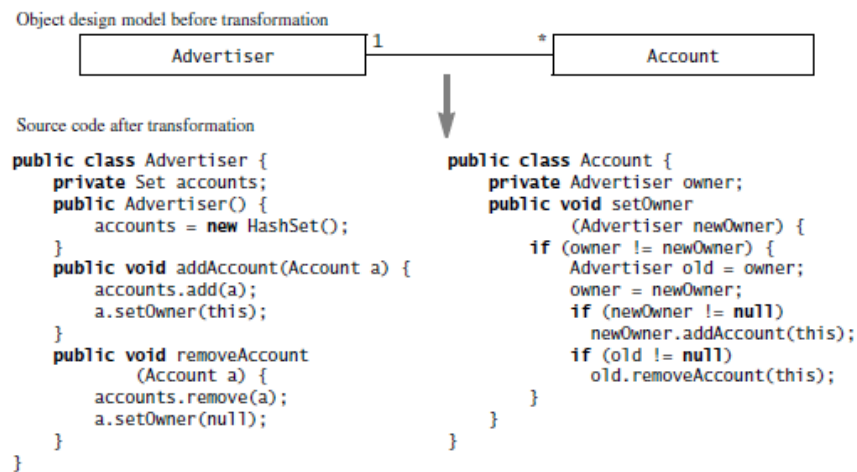 Object design model before transformation
Advertiser 1 * Account
Source code after transformation
public class Advertiser {
private Set accounts;
public Advertiser() {
accounts = new HashSet();
}
public void addAccount(Account a) {
accounts.add(a);
a.setOwner(this);
}
public void removeAccount
(Account a) {
accounts.remove(a);
a.setOwner(null);
}
}
public class Account {
private Advertiser owner;
public void setOwner
(Advertiser newOwner) {
if (owner != newOwner) {
Advertiser old = owner;
owner = newOwner;
if (newOwner != null)
newOwner.addAccount(this);
if (old != null)
old.removeAccount(this);
}
}
}